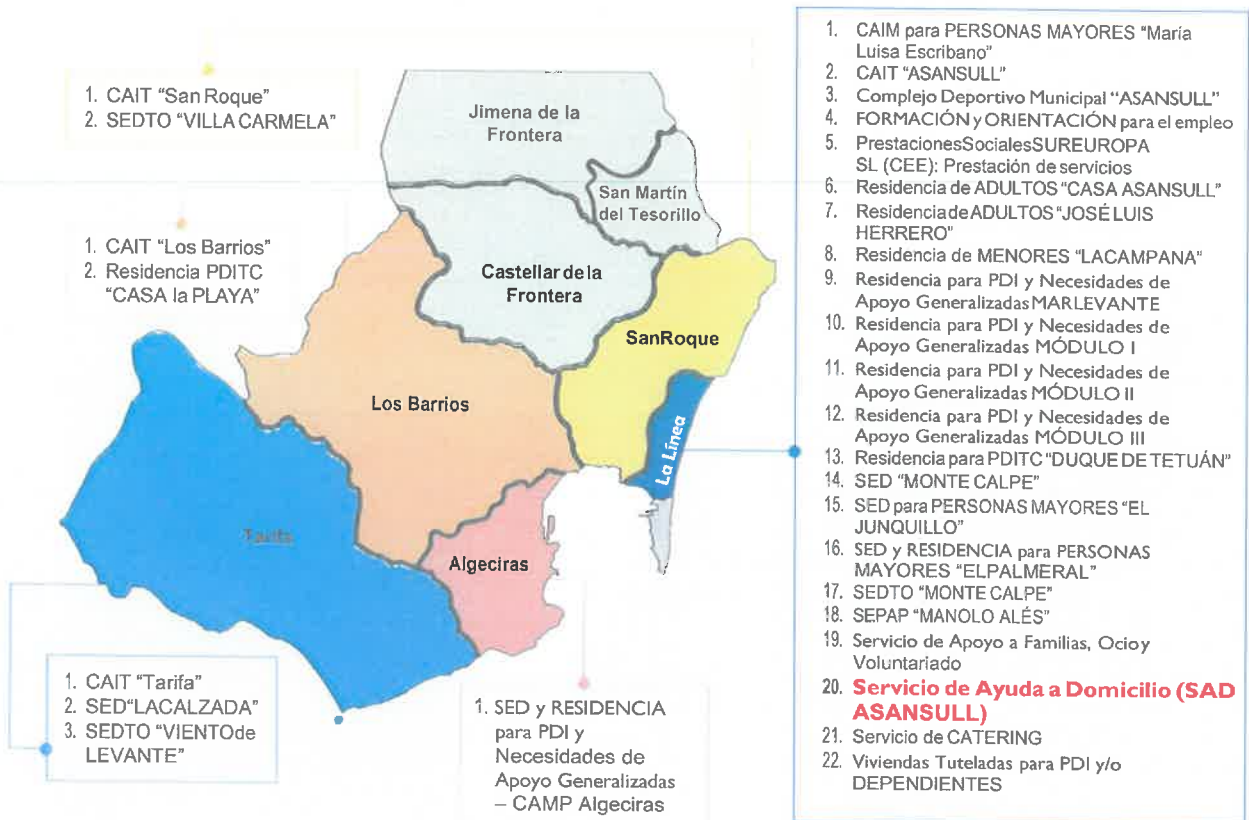 1. CAIT “San Roque”
2. SEDTO “VILLA CARMELA”
1. CAIT “Los Barrios”
2. Residencia PDITC
“CASA la PLAYA”
Jimena de la
Frontera
San Martín
del Tesorillo
Castellar de la
Frontera
SanRoque
Los Barrios
La Línea
Tarifa
Algeciras
1. CAIT “Tarifa”
2. SED“LACALZADA”
3. SEDTO “VIENTOde
LEVANTE”
1. SED y RESIDENCIA
para PDI y
Necesidades de
Apoyo Generalizadas
– CAMP Algeciras
1. CAIM para PERSONAS MAYORES “María
Luisa Escribano”
2. CAIT “ASANSULL”
3. Complejo Deportivo Municipal “ASANSULL”
4. FORMACIÓN y ORIENTACIÓN para el empleo
5. PrestacionesSocialesSUREUROPA
SL (CEE): Prestación de servicios
6. Residencia de ADULTOS “CASA ASANSULL”
7. ResidenciadeADULTOS “JOSÉ LUIS
HERRERO”
8. Residencia de MENORES “LACAMPANA”
9. Residencia para PDI y Necesidades de
Apoyo GeneralizadasMARLEVANTE
10. Residencia para PDI y Necesidades de
Apoyo Generalizadas MÓDULO I
11. Residencia para PDI y Necesidades de
Apoyo Generalizadas MÓDULO II
12. Residencia para PDI y Necesidades de
Apoyo Generalizadas MÓDULO III
13. Residencia para PDITC “DUQUE DE TETUÁN”
14. SED “MONTE CALPE”
15. SED para PERSONAS MAYORES “EL
JUNQUILLO”
16. SED y RESIDENCIA para PERSONAS
MAYORES “ELPALMERAL”
17. SEDTO “MONTE CALPE”
18. SEPAP “MANOLO ALÉS”
19. Servicio de Apoyo a Familias, Ocioy
Voluntariado
20. Servicio de Ayuda a Domicilio (SAD
ASANSULL)
21. Servicio de CATERING
22. Viviendas Tuteladas para PDI y/o
DEPENDIENTES